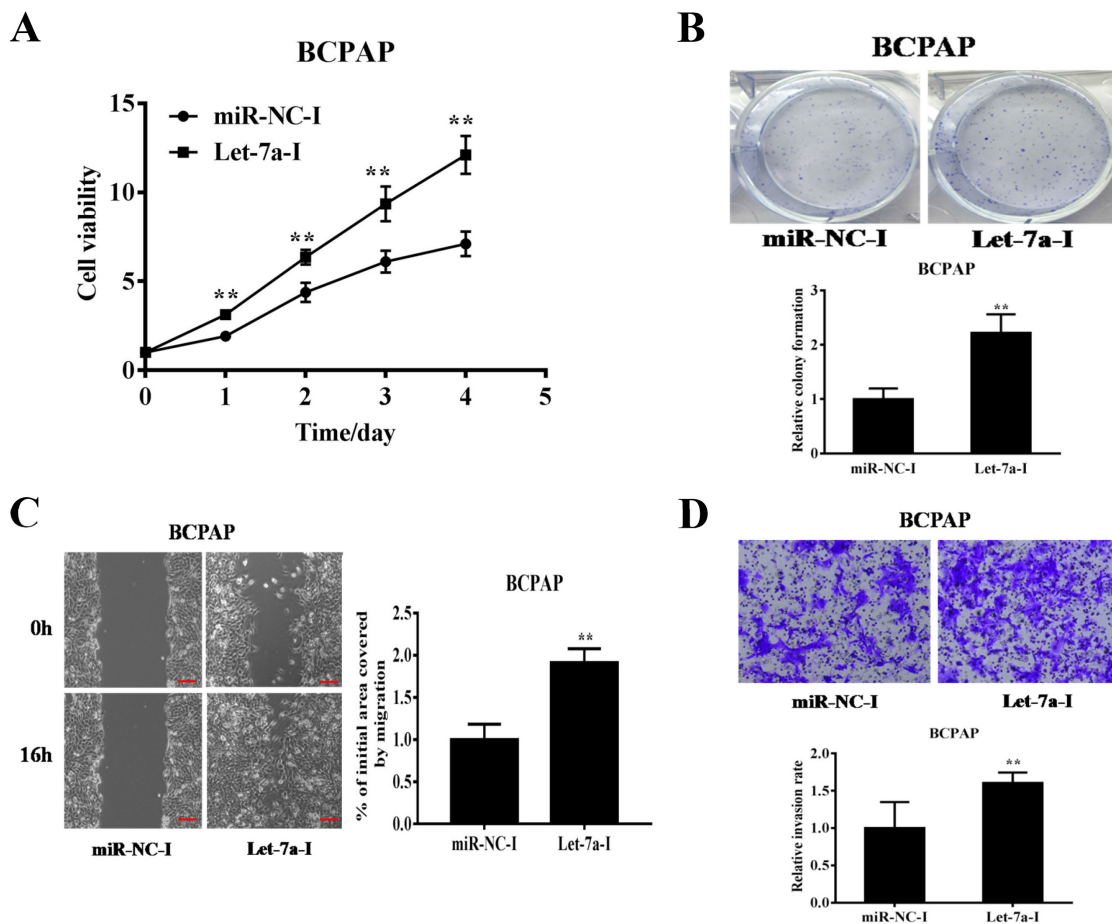 A
BCPAP
miR-NC-I
Let-7a-I
Cell viability
15
10
5
0
**
**
**
**
0
1
2
3
4
5
Time/day
B
BCPAP
miR-NC-I
Let-7a-I
BCPAP
Relative colony formation
3
2
1
0
**
miR-NC-I
Let-7a-I
C
BCPAP
0h
16h
miR-NC-I
Let-7a-I
BCPAP
% of initial area covered
by migration
2.5
2.0
1.5
1.0
0.5
0.0
**
miR-NC-I
Let-7a-I
D
BCPAP
miR-NC-I
Let-7a-I
BCPAP
Relative invasion rate
2.0
1.5
1.0
0.5
0.0
**
miR-NC-I
Let-7a-I